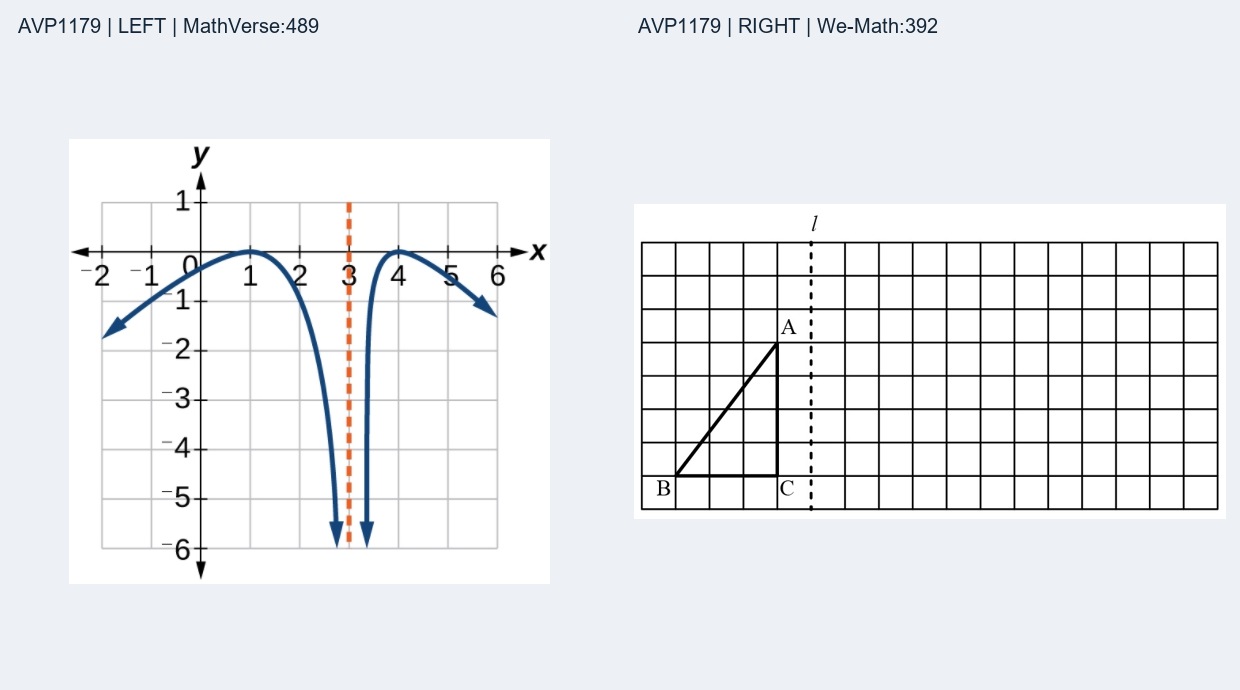 AVP1179 | LEFT | MathVerse:489
AVP1179 | RIGHT | We-Math:392
y
1
x
-2 -1 0 1 2 3 4 5 6
-1
-2
-3
-4
-5
-6
l
A
B
C